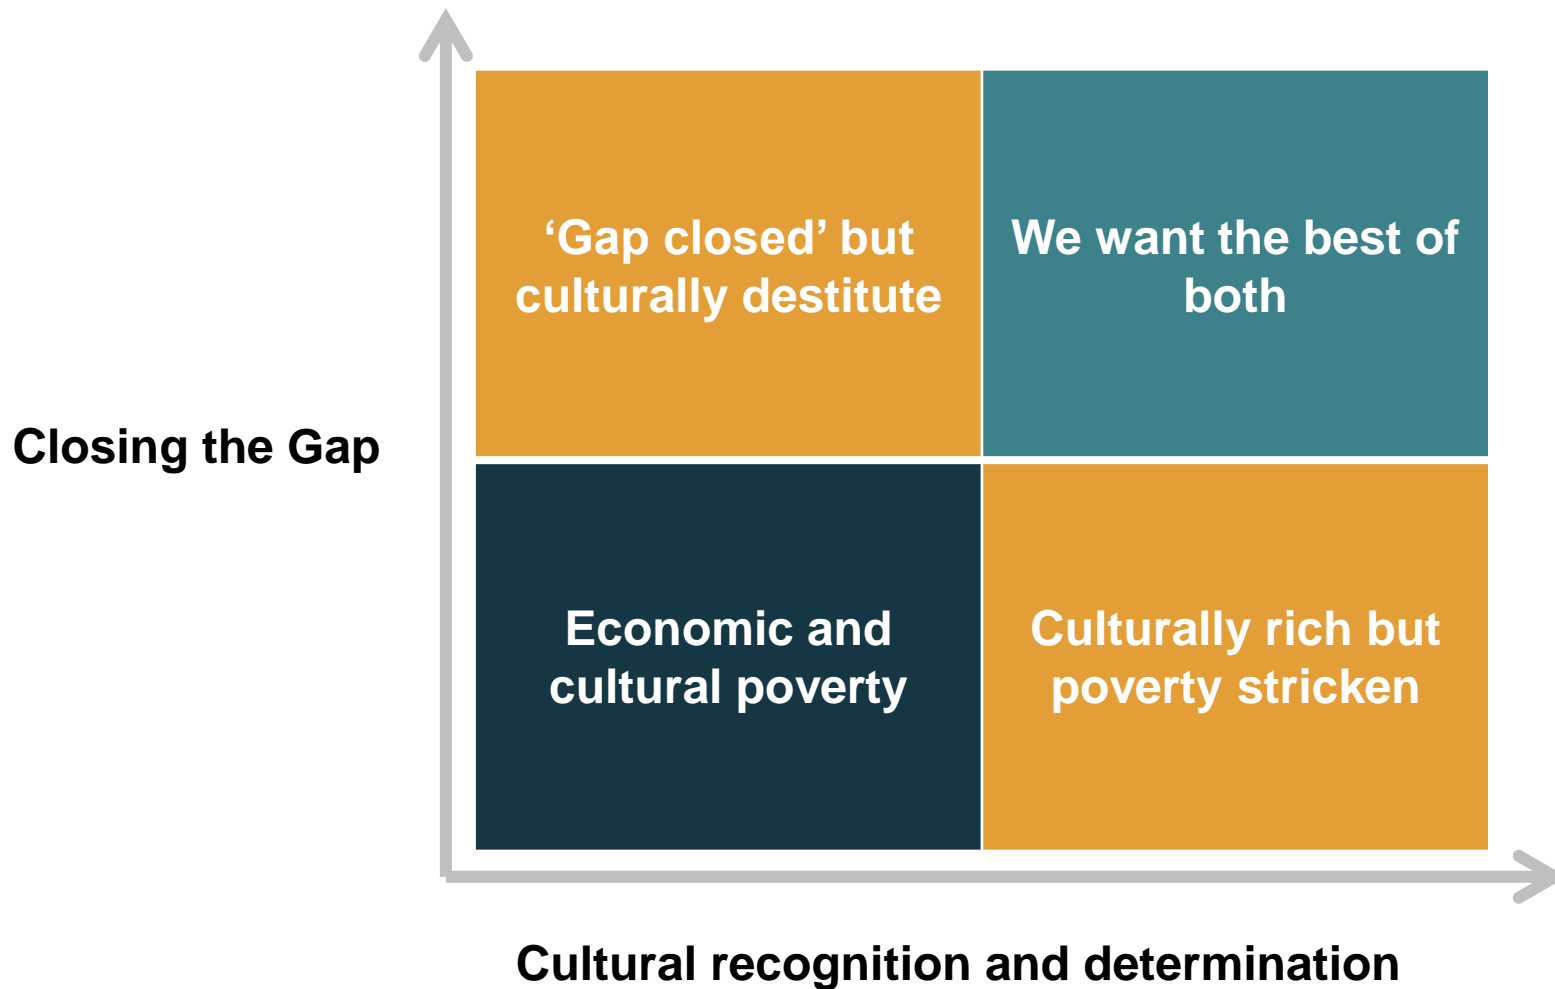 ‘Gap closed’ but
culturally destitute
We want the best of
both
Closing the Gap
Economic and
cultural poverty
Culturally rich but
poverty stricken
Cultural recognition and determination